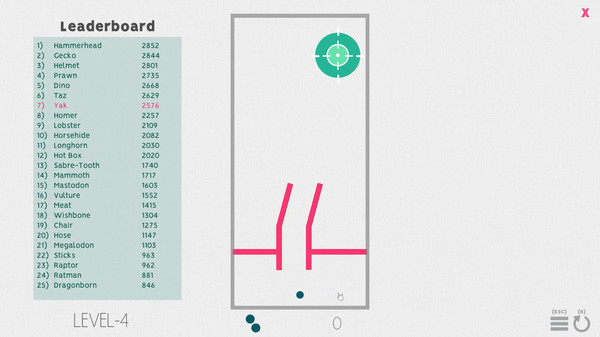 Leaderboard
1) Hammerhead 2852
2) Gecko 2844
3) Helmet 2801
4) Prawn 2735
5) Dino 2668
6) Taz 2629
7) Yak 2576
8) Homer 2257
9) Lobster 2109
10) Horsehide 2082
11) Longhorn 2030
12) Hot Box 2020
13) Sabre-Tooth 1740
14) Mammoth 1717
15) Mastodon 1603
16) Vulture 1552
17) Meat 1415
18) Wishbone 1304
19) Chair 1275
20) Hose 1147
21) Megalodon 1103
22) Sticks 963
23) Raptor 962
24) Ratman 881
25) Dragonborn 846
LEVEL-4
0
X
(ESC) (R)